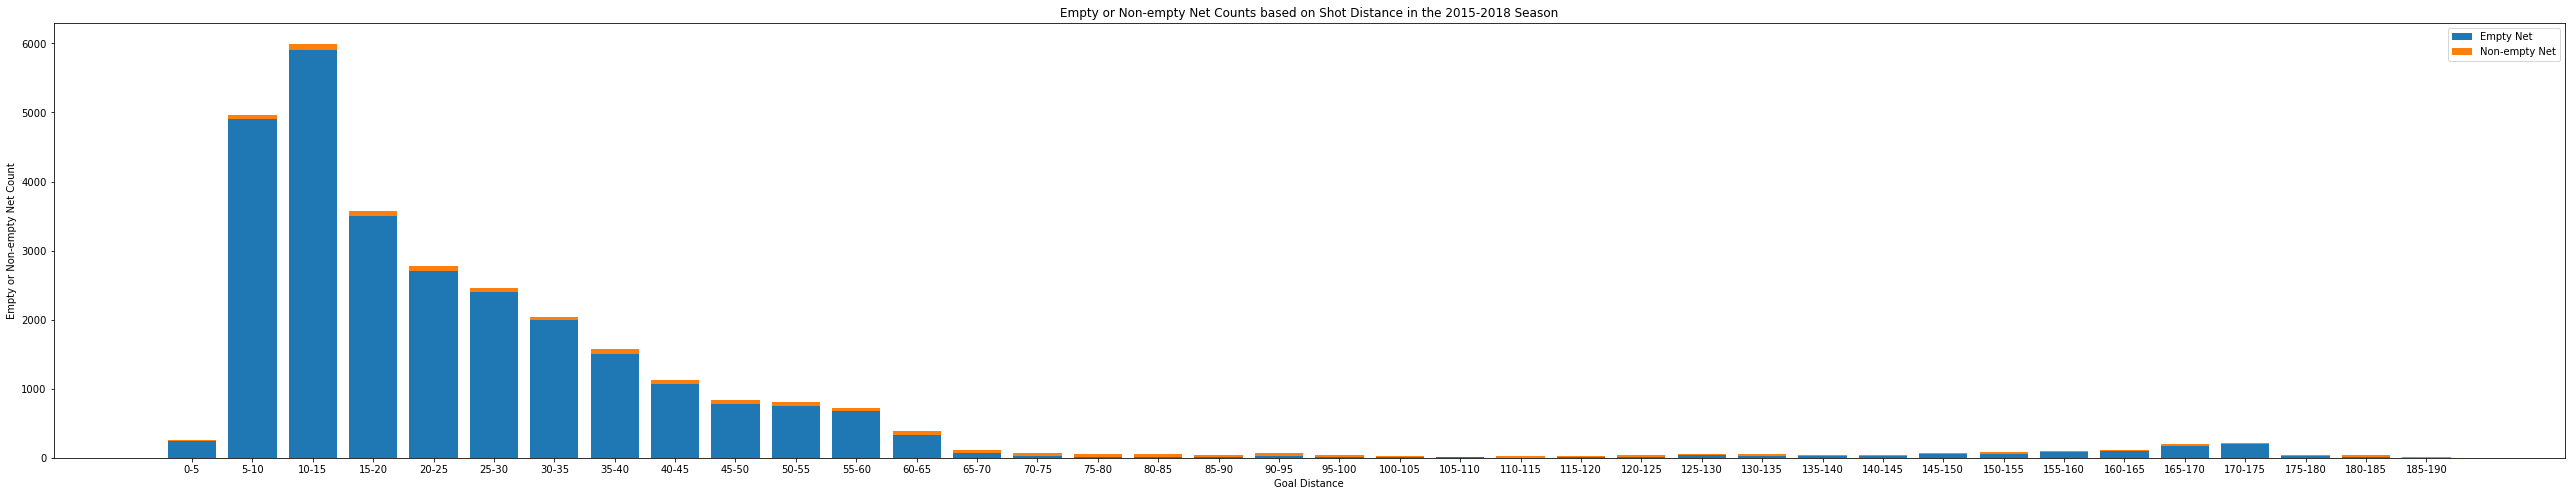 Empty or Non-empty Net Counts based on Shot Distance in the 2015-2018 Season
Empty Net
Non-empty Net
6000
5000
4000
3000
2000
1000
0
Empty or Non-empty Net Count
0-5 5-10 10-15 15-20 20-25 25-30 30-35 35-40 40-45 45-50 50-55 55-60 60-65 65-70 70-75 75-80 80-85 85-90 90-95 95-100 100-105 105-110 110-115 115-120 120-125 125-130 130-135 135-140 140-145 145-150 150-155 155-160 160-165 165-170 170-175 175-180 180-185 185-190
Goal Distance